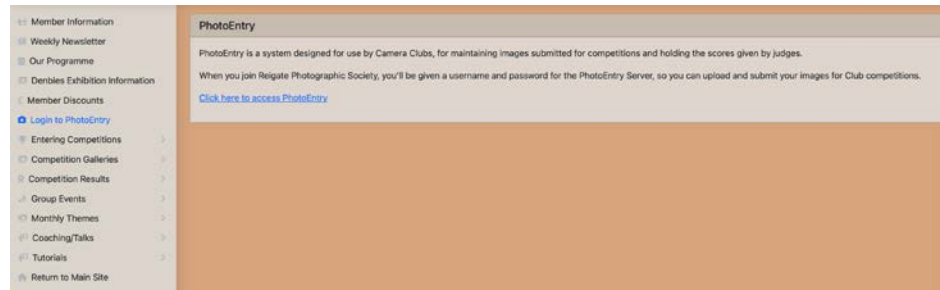 Member Information
Weekly Newsletter
Our Programme
Denbies Exhibition Information
Member Discounts
Login to PhotoEntry
Entering Competitions
Competition Galleries
Competition Results
Group Events
Monthly Themes
Coaching/Talks
Tutorials
Return to Main Site
PhotoEntry
PhotoEntry is a system designed for use by Camera Clubs, for maintaining images submitted for competitions and holding the scores given by judges.
When you join Reigate Photographic Society, you'll be given a username and password for the PhotoEntry Server, so you can upload and submit your images for Club competitions.
Click here to access PhotoEntry